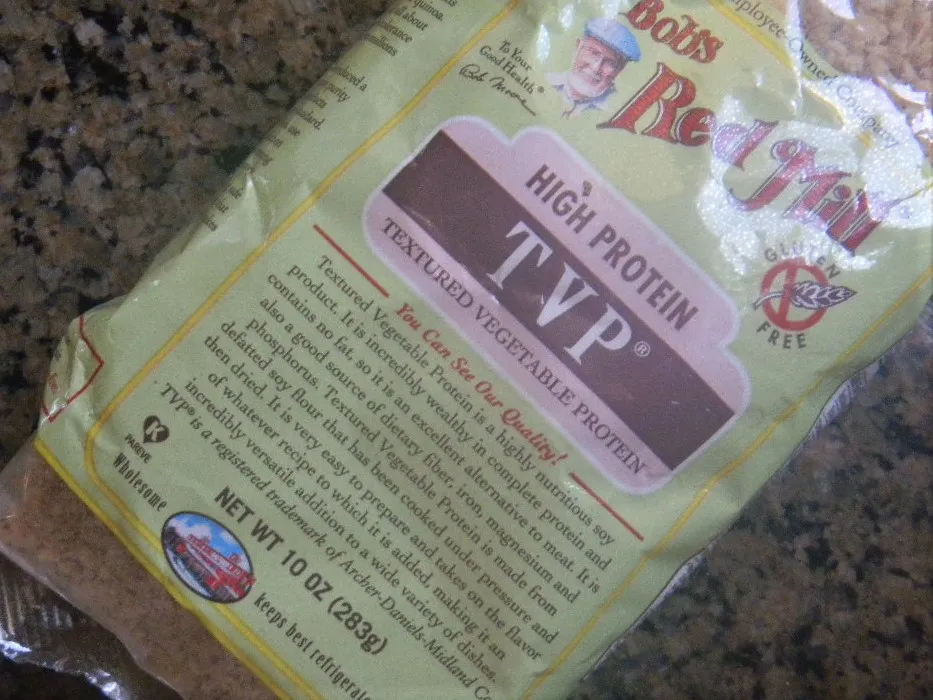 quinoa.
about
To Your
Good Health
Bob Moore
Bob's
Red Mill
Employee-Owned Company
HIGH PROTEIN
TVP®
TEXTURED VEGETABLE PROTEIN
GLUTEN
FREE
You Can See Our Quality!
Textured Vegetable Protein is a highly nutritious soy
product. It is incredibly wealthy in complete protein and
contains no fat, so it is an excellent alternative to meat. It is
also a good source of dietary fiber, iron, magnesium and
phosphorus. Textured Vegetable Protein is made from
defatted soy flour that has been cooked under pressure and
then dried. It is very easy to prepare and takes on the flavor
of whatever recipe to which it is added, making it an
incredibly versatile addition to a wide variety of dishes.
TVP® is a registered trademark of Archer-Daniels-Midland Co
K
PAREVE
Wholesome
NET WT 10 OZ (283g)
keeps best refrigerate